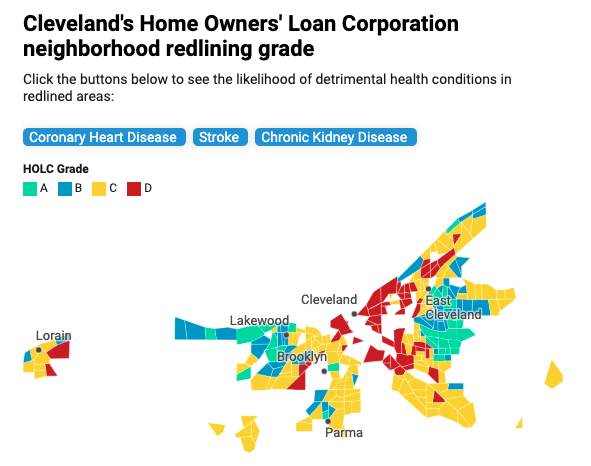 Cleveland's Home Owners' Loan Corporation
neighborhood redlining grade
Click the buttons below to see the likelihood of detrimental health conditions in
redlined areas:
Coronary Heart Disease Stroke Chronic Kidney Disease
HOLC Grade
A B C D
Cleveland
East
Cleveland
Lakewood
Lorain
Brooklyn
Parma